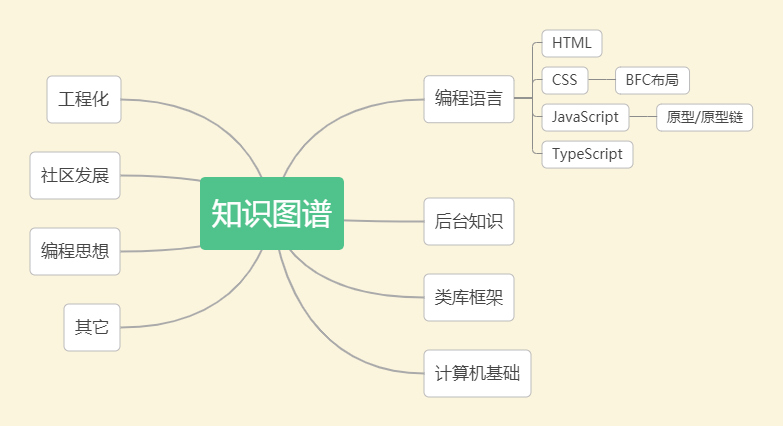 知识图谱
编程语言
HTML
CSS
BFC布局
JavaScript
原型/原型链
TypeScript
后台知识
类库框架
计算机基础
工程化
社区发展
编程思想
其它